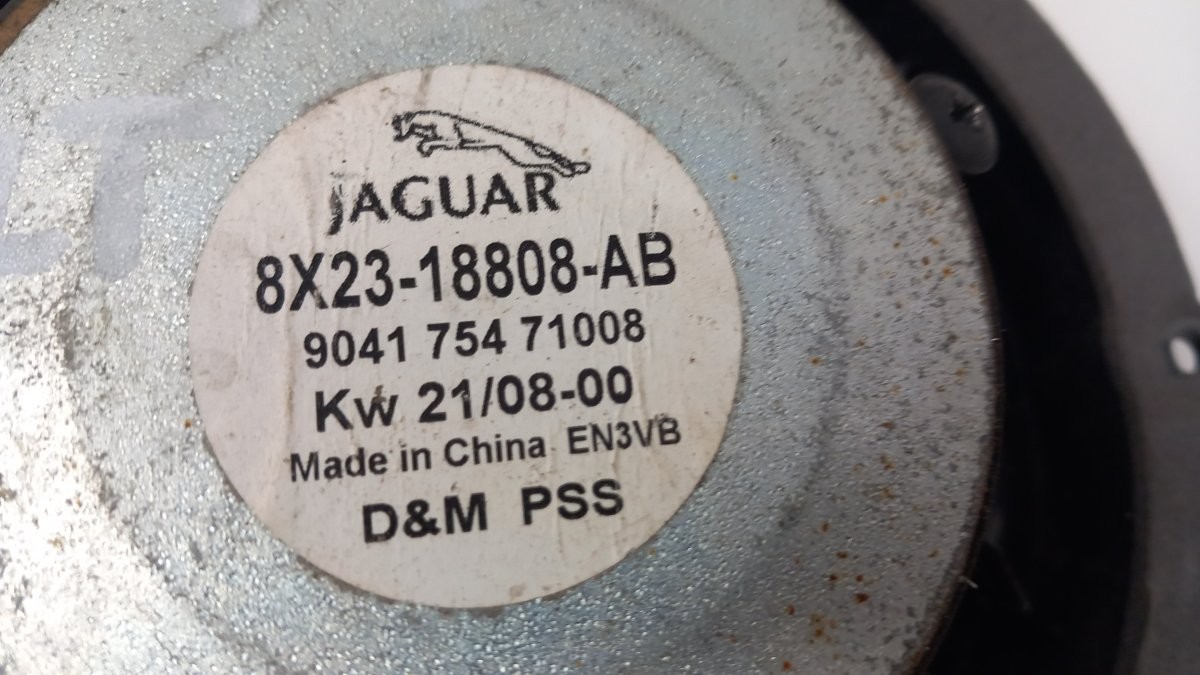 JAGUAR
8X23-18808-AB
9041 754 71008
Kw 21/08-00
Made in China EN3VB
D&M PSS